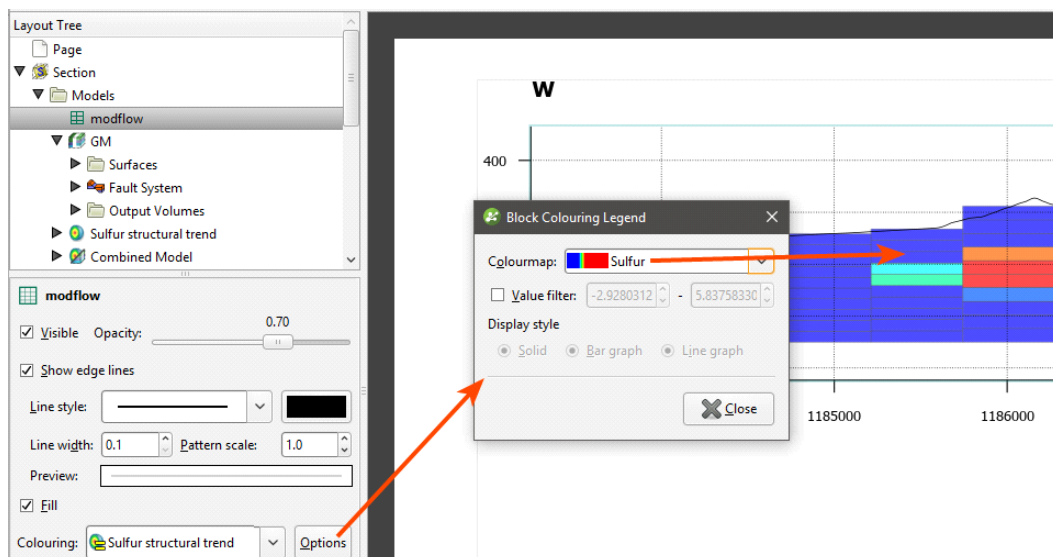 Layout Tree
Page
Section
Models
modflow
GM
Surfaces
Fault System
Output Volumes
Sulfur structural trend
Combined Model
modflow
Visible Opacity: 0.70
Show edge lines
Line style:
Line width: 0.1 Pattern scale: 1.0
Preview:
Fill
Colouring: Sulfur structural trend Options
W
400
Block Colouring Legend
Colourmap: Sulfur
Value filter: -2.9280312 - 5.83758330
Display style
Solid Bar graph Line graph
Close
1185000 1186000